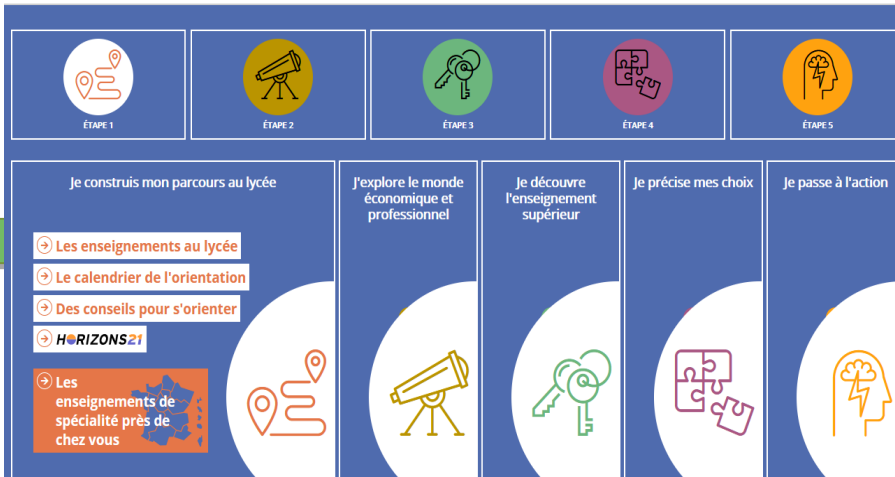 ÉTAPE 1
ÉTAPE 2
ÉTAPE 3
ÉTAPE 4
ÉTAPE 5
Je construis mon parcours au lycée
Les enseignements au lycée
Le calendrier de l'orientation
Des conseils pour s'orienter
HORIZONS21
Les
enseignements de
spécialité près de
chez vous
J'explore le monde
économique et
professionnel
Je découvre
l'enseignement
supérieur
Je précise mes choix
Je passe à l'action